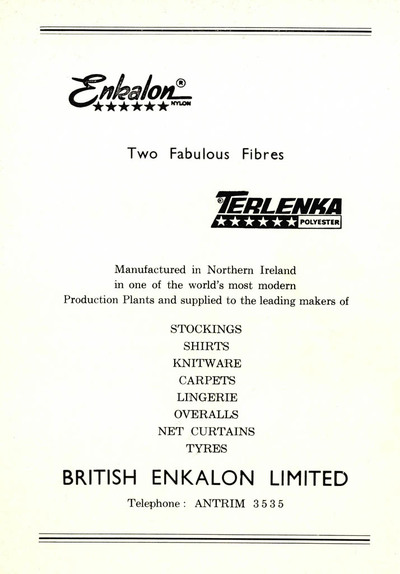 Enkalon®
NYLON
Two Fabulous Fibres
®TERLENKA
POLYESTER
Manufactured in Northern Ireland
in one of the world's most modern
Production Plants and supplied to the leading makers of
STOCKINGS
SHIRTS
KNITWARE
CARPETS
LINGERIE
OVERALLS
NET CURTAINS
TYRES
BRITISH ENKALON LIMITED
Telephone : ANTRIM 3535